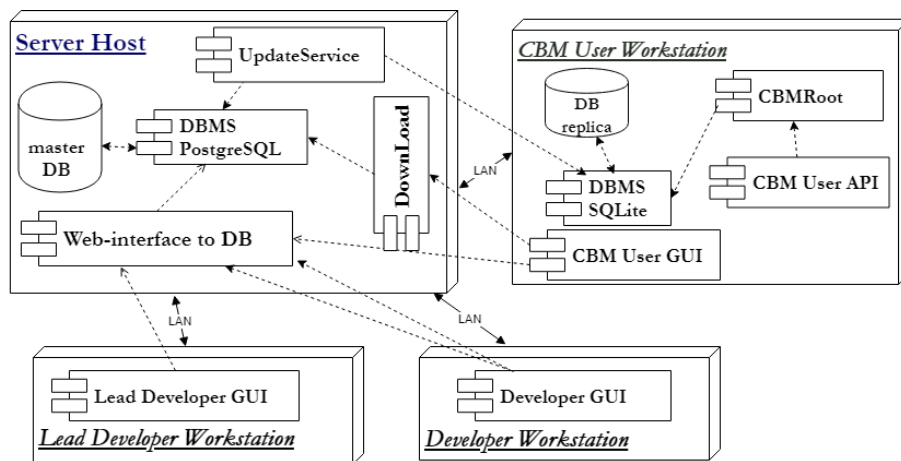 Server Host
UpdateService
master
DB
DBMS
PostgreSQL
DownLoad
Web-interface to DB
LAN
CBM User Workstation
DB
replica
CBMRoot
DBMS
SQLite
CBM User API
CBM User GUI
LAN
LAN
Lead Developer GUI
Lead Developer Workstation
Developer GUI
Developer Workstation